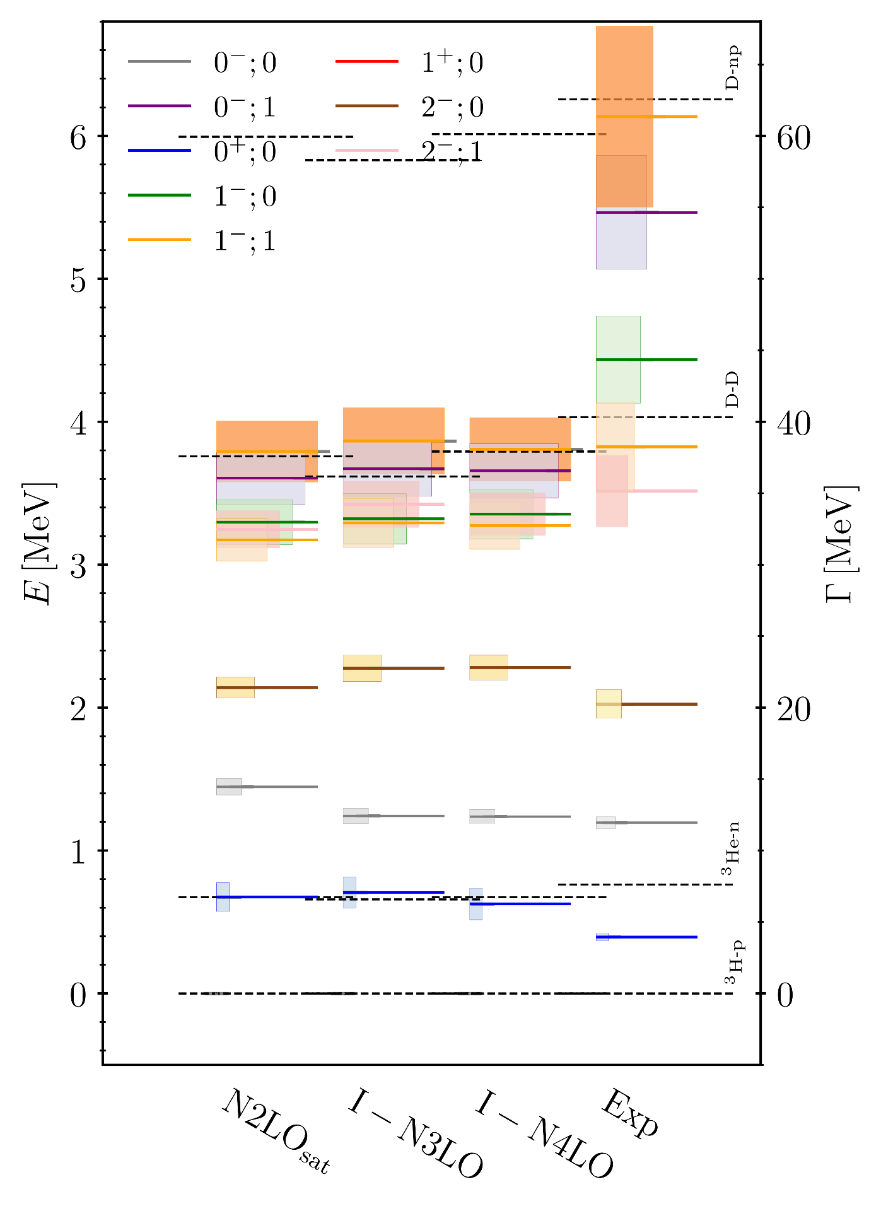 0⁻; 0
0⁻; 1
0⁺; 0
1⁻; 0
1⁻; 1
1⁺; 0
2⁻; 0
2⁻; 1
D-np
D-D
³He-n
³H-p
E [MeV]
6
5
4
3
2
1
0
Γ [MeV]
60
40
20
0
N2LO_sat
I − N3LO
I − N4LO
Exp